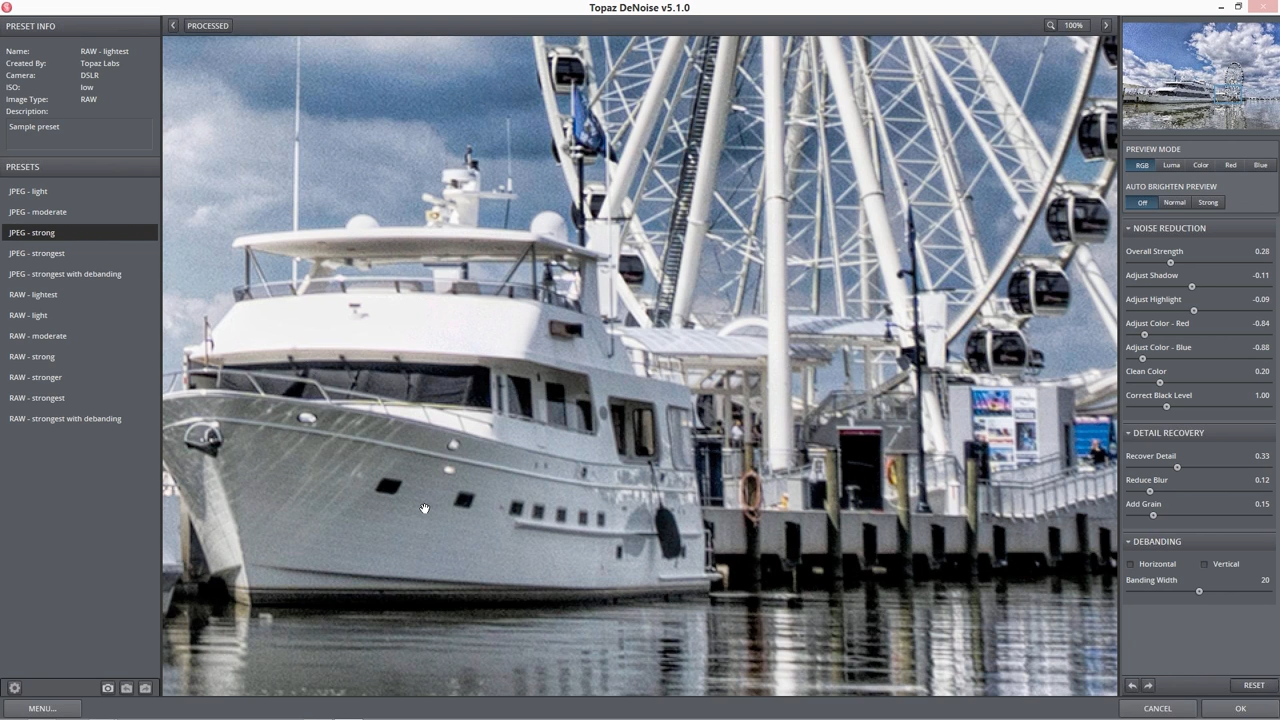 Topaz DeNoise v5.1.0
PRESET INFO
Name: RAW - lightest
Created By: Topaz Labs
Camera: DSLR
ISO: low
Image Type: RAW
Description:
Sample preset
PRESETS
JPEG - light
JPEG - moderate
JPEG - strong
JPEG - strongest
JPEG - strongest with debanding
RAW - lightest
RAW - light
RAW - moderate
RAW - strong
RAW - stronger
RAW - strongest
RAW - strongest with debanding
MENU...
PROCESSED
100%
PREVIEW MODE
RGB Luma Color Red Blue
AUTO BRIGHTEN PREVIEW
Off Normal Strong
NOISE REDUCTION
Overall Strength 0.28
Adjust Shadow -0.11
Adjust Highlight -0.09
Adjust Color - Red -0.84
Adjust Color - Blue -0.88
Clean Color 0.20
Correct Black Level 1.00
DETAIL RECOVERY
Recover Detail 0.33
Reduce Blur 0.12
Add Grain 0.15
DEBANDING
Horizontal Vertical
Banding Width 20
RESET
CANCEL OK